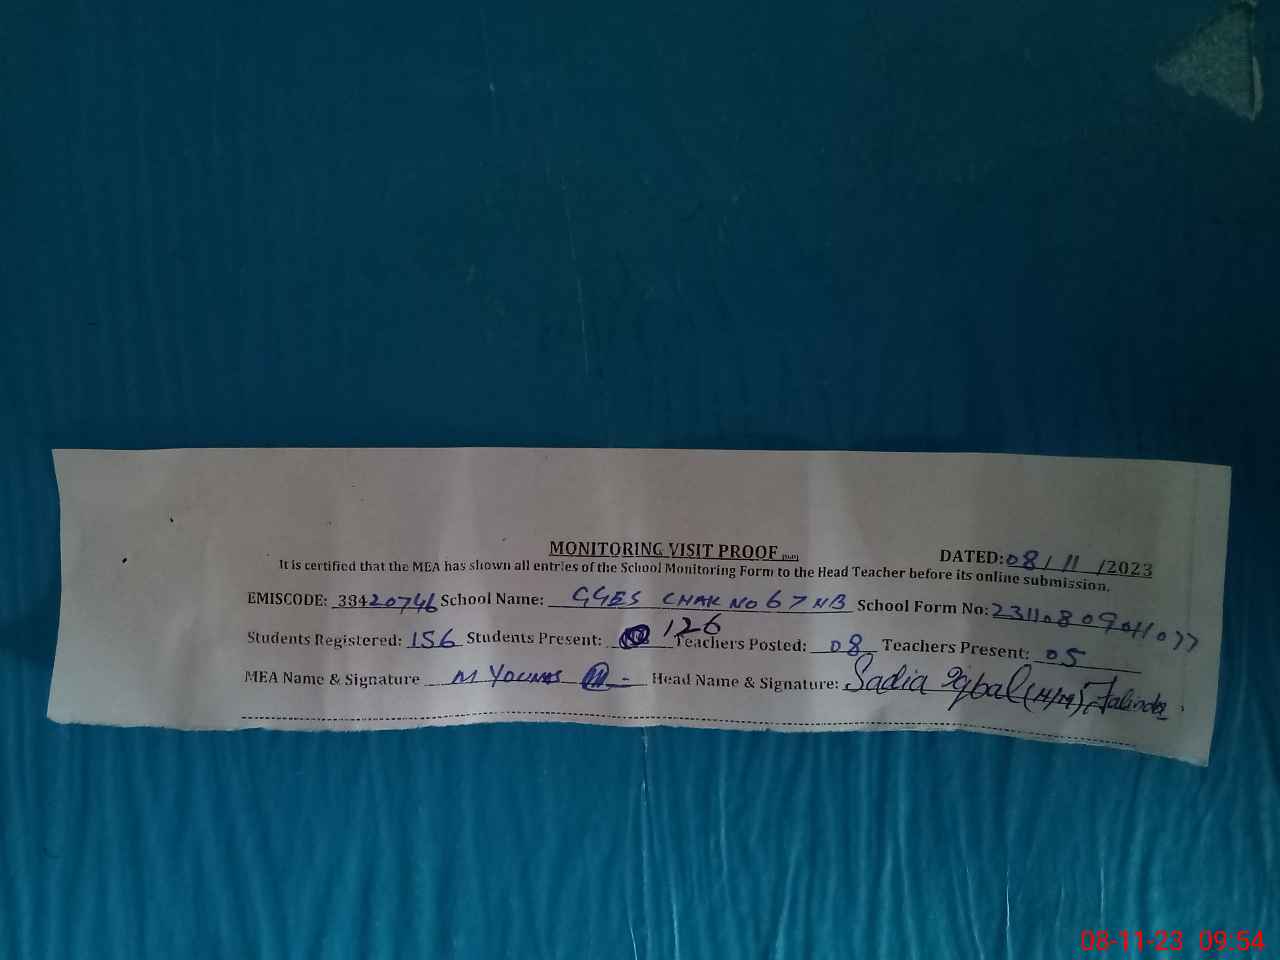 MONITORING VISIT PROOF
DATED: 08/11/2023
It is certified that the MEA has shown all entries of the School Monitoring Form to the Head Teacher before its online submission.
EMISCODE: 38420746 School Name: GGES CHAK NO 67 NB School Form No: 23110809011077
Students Registered: 156 Students Present: 126 Teachers Posted: 08 Teachers Present: 05
MEA Name & Signature M YOUNAS Head Name & Signature: Sadia Iqbal (H/M)
08-11-23 09:54